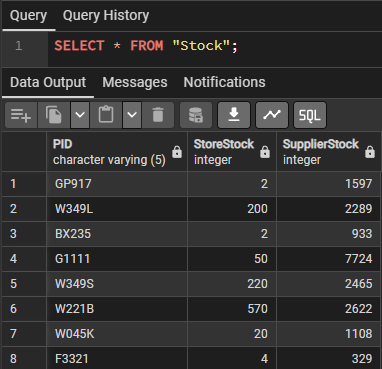 Query Query History
1 SELECT * FROM "Stock";
Data Output Messages Notifications
SQL
PID StoreStock SupplierStock
character varying (5) integer integer
1 GP917 2 1597
2 W349L 200 2289
3 BX235 2 933
4 G1111 50 7724
5 W349S 220 2465
6 W221B 570 2622
7 W045K 20 1108
8 F3321 4 329